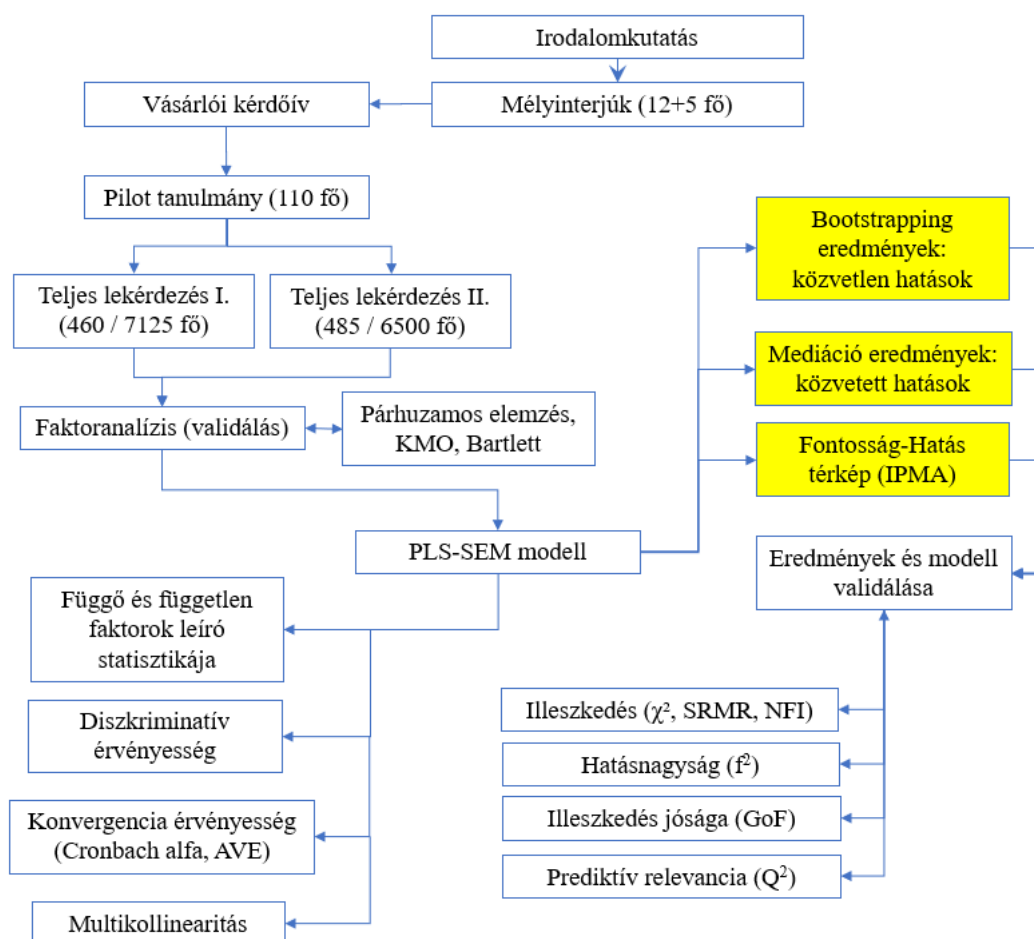 Irodalomkutatás
Mélyinterjúk (12+5 fő)
Vásárlói kérdőív
Pilot tanulmány (110 fő)
Teljes lekérdezés I.
(460 / 7125 fő)
Teljes lekérdezés II.
(485 / 6500 fő)
Faktoranalízis (validálás)
Párhuzamos elemzés,
KMO, Bartlett
PLS-SEM modell
Bootstrapping
eredmények:
közvetlen hatások
Mediáció eredmények:
közvetett hatások
Fontosság-Hatás
térkép (IPMA)
Eredmények és modell
validálása
Függő és független
faktorok leíró
statisztikája
Diszkriminatív
érvényesség
Konvergencia érvényesség
(Cronbach alfa, AVE)
Multikollinearitás
Illeszkedés (χ², SRMR, NFI)
Hatásnagyság (f²)
Illeszkedés jósága (GoF)
Prediktív relevancia (Q²)